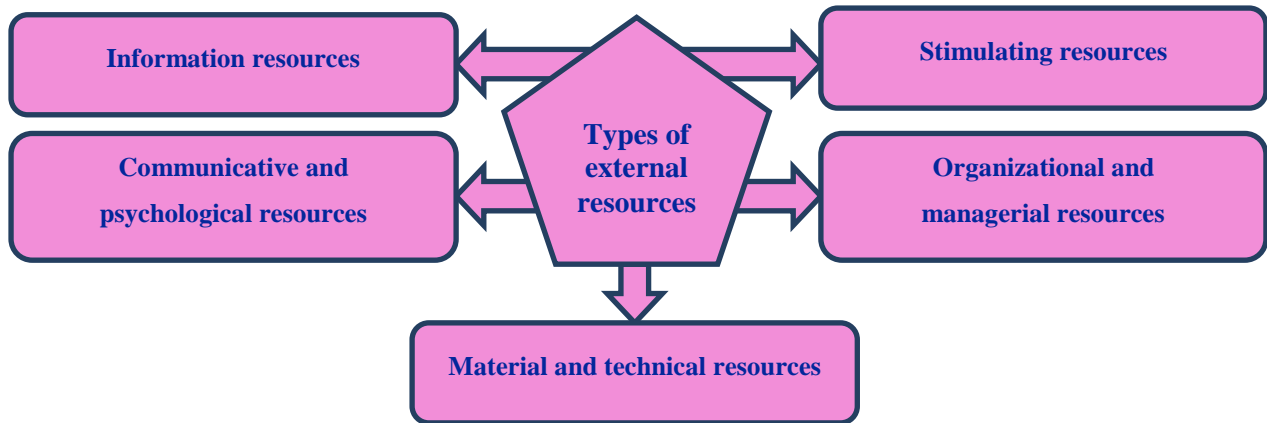 Information resources
Stimulating resources
Types of
external
resources
Communicative and
psychological resources
Organizational and
managerial resources
Material and technical resources